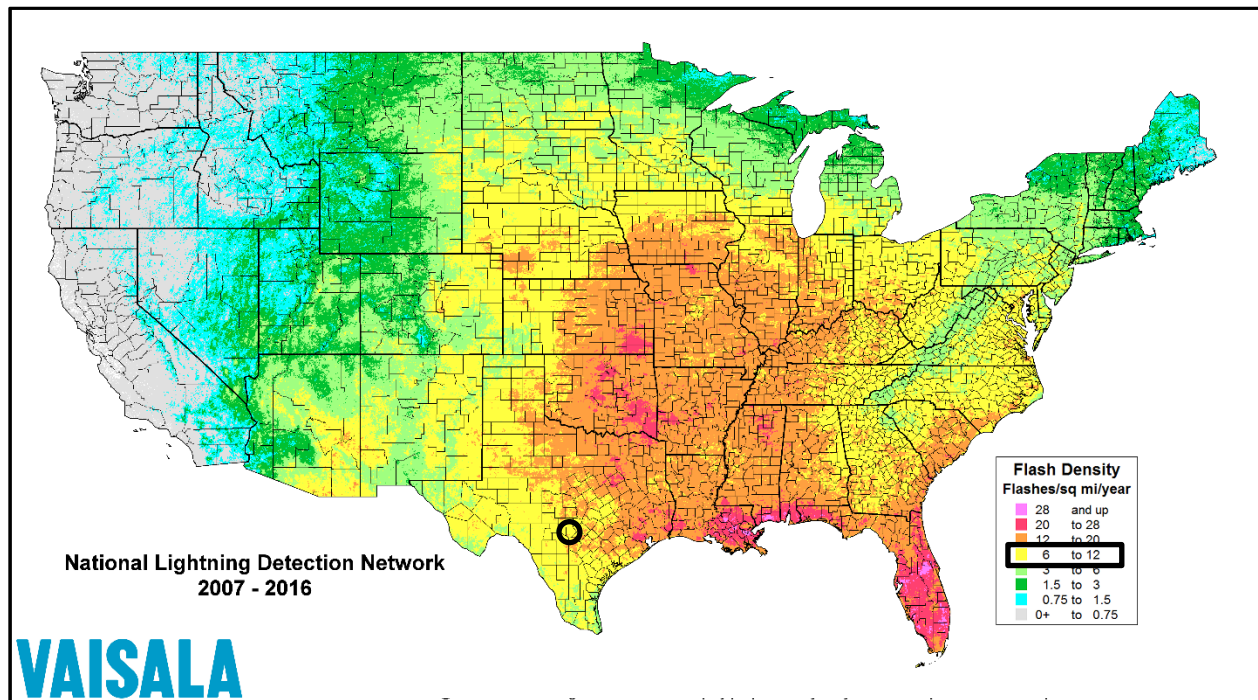 Flash Density
Flashes/sq mi/year
28 and up
20 to 28
12 to 20
6 to 12
3 to 6
1.5 to 3
0.75 to 1.5
0+ to 0.75
National Lightning Detection Network
2007 - 2016
VAISALA